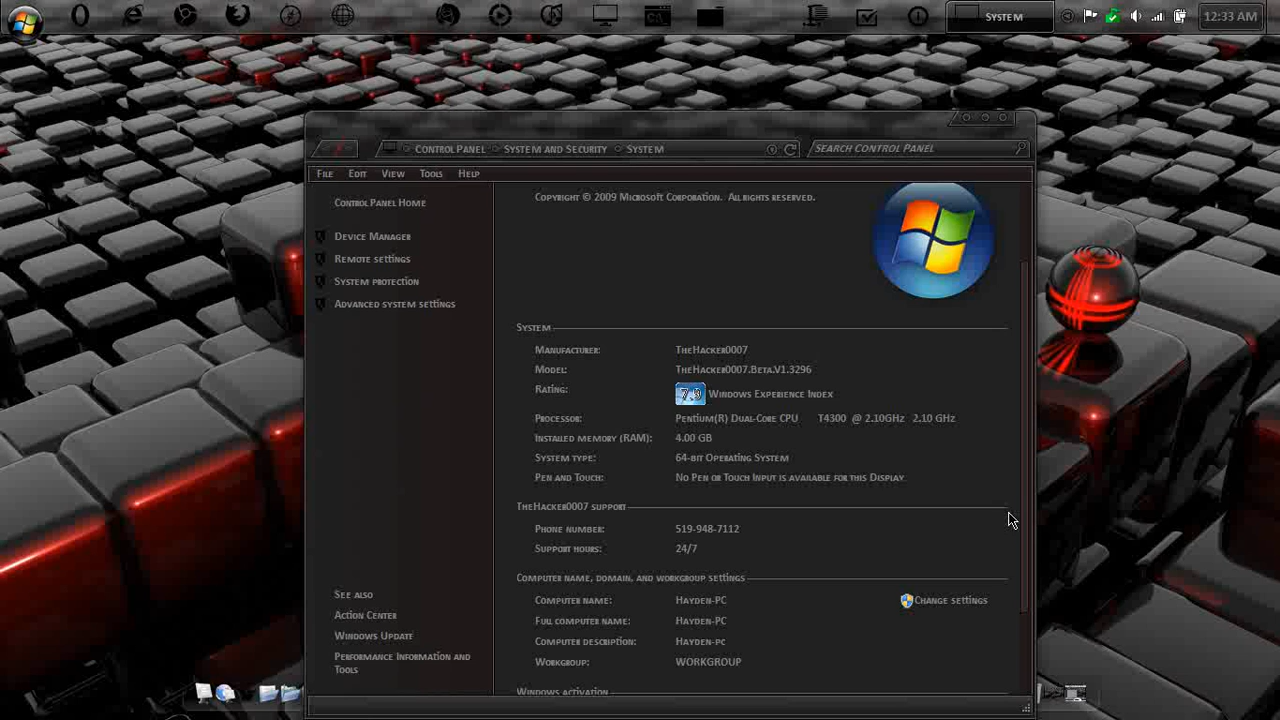 SYSTEM
12:33 AM
Control Panel System and Security System
Search Control Panel
File Edit View Tools Help
Control Panel Home
Device Manager
Remote settings
System protection
Advanced system settings
See also
Action Center
Windows Update
Performance Information and
Tools
Copyright © 2009 Microsoft Corporation. All rights reserved.
System
Manufacturer: TheHacker0007
Model: TheHacker0007.Beta.V1.3296
Rating: Windows Experience Index
Processor: Pentium(R) Dual-Core CPU T4300 @ 2.10GHz 2.10 GHz
Installed memory (RAM): 4.00 GB
System type: 64-bit Operating System
Pen and Touch: No Pen or Touch Input is available for this Display.
TheHacker0007 support
Phone number: 519-948-7112
Support hours: 24/7
Computer name, domain, and workgroup settings
Computer name: Hayden-PC
Change settings
Full computer name: Hayden-PC
Computer description: Hayden-pc
Workgroup: WORKGROUP
Windows activation